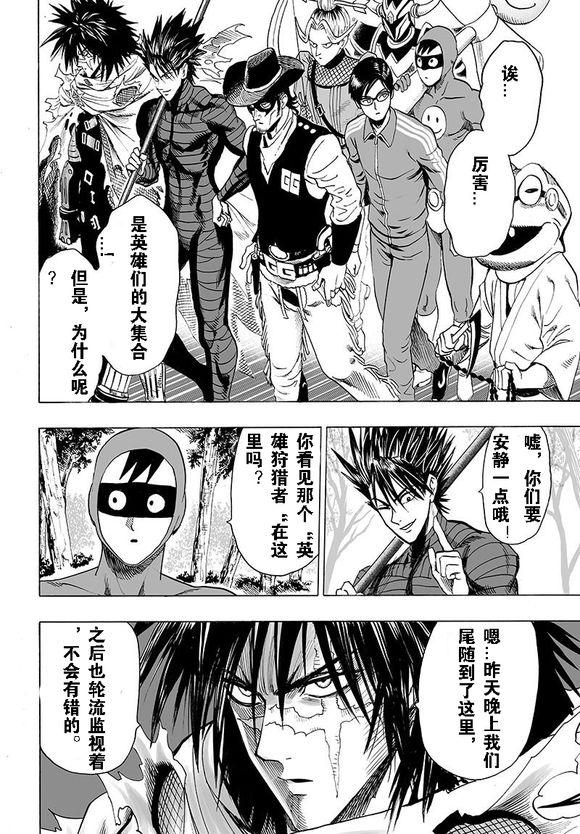 诶…
厉害…
是英雄们的大集合
……！
但是，为什么呢
？
嘘，你们要
安静一点哦！
你看见那个“英
雄狩猎者”在这
里吗？
嗯…昨天晚上我们
尾随到了这里，
之后也轮流监视着
，不会有错的。
GG
G